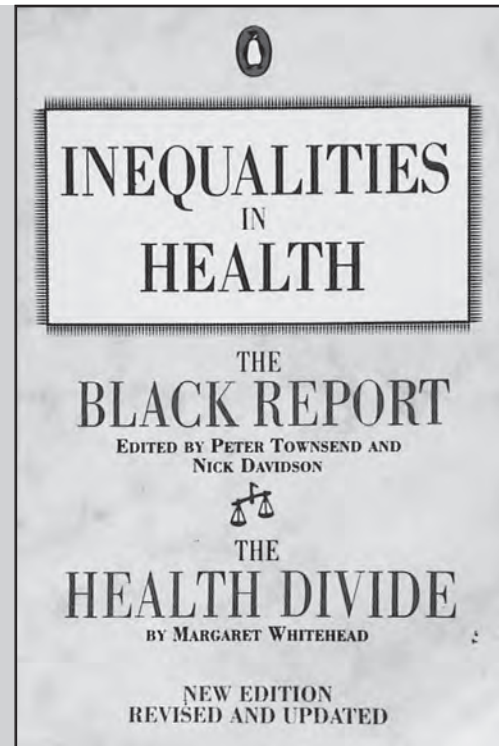 INEQUALITIES
IN
HEALTH
THE
BLACK REPORT
EDITED BY PETER TOWNSEND AND
NICK DAVIDSON
THE
HEALTH DIVIDE
BY MARGARET WHITEHEAD
NEW EDITION
REVISED AND UPDATED